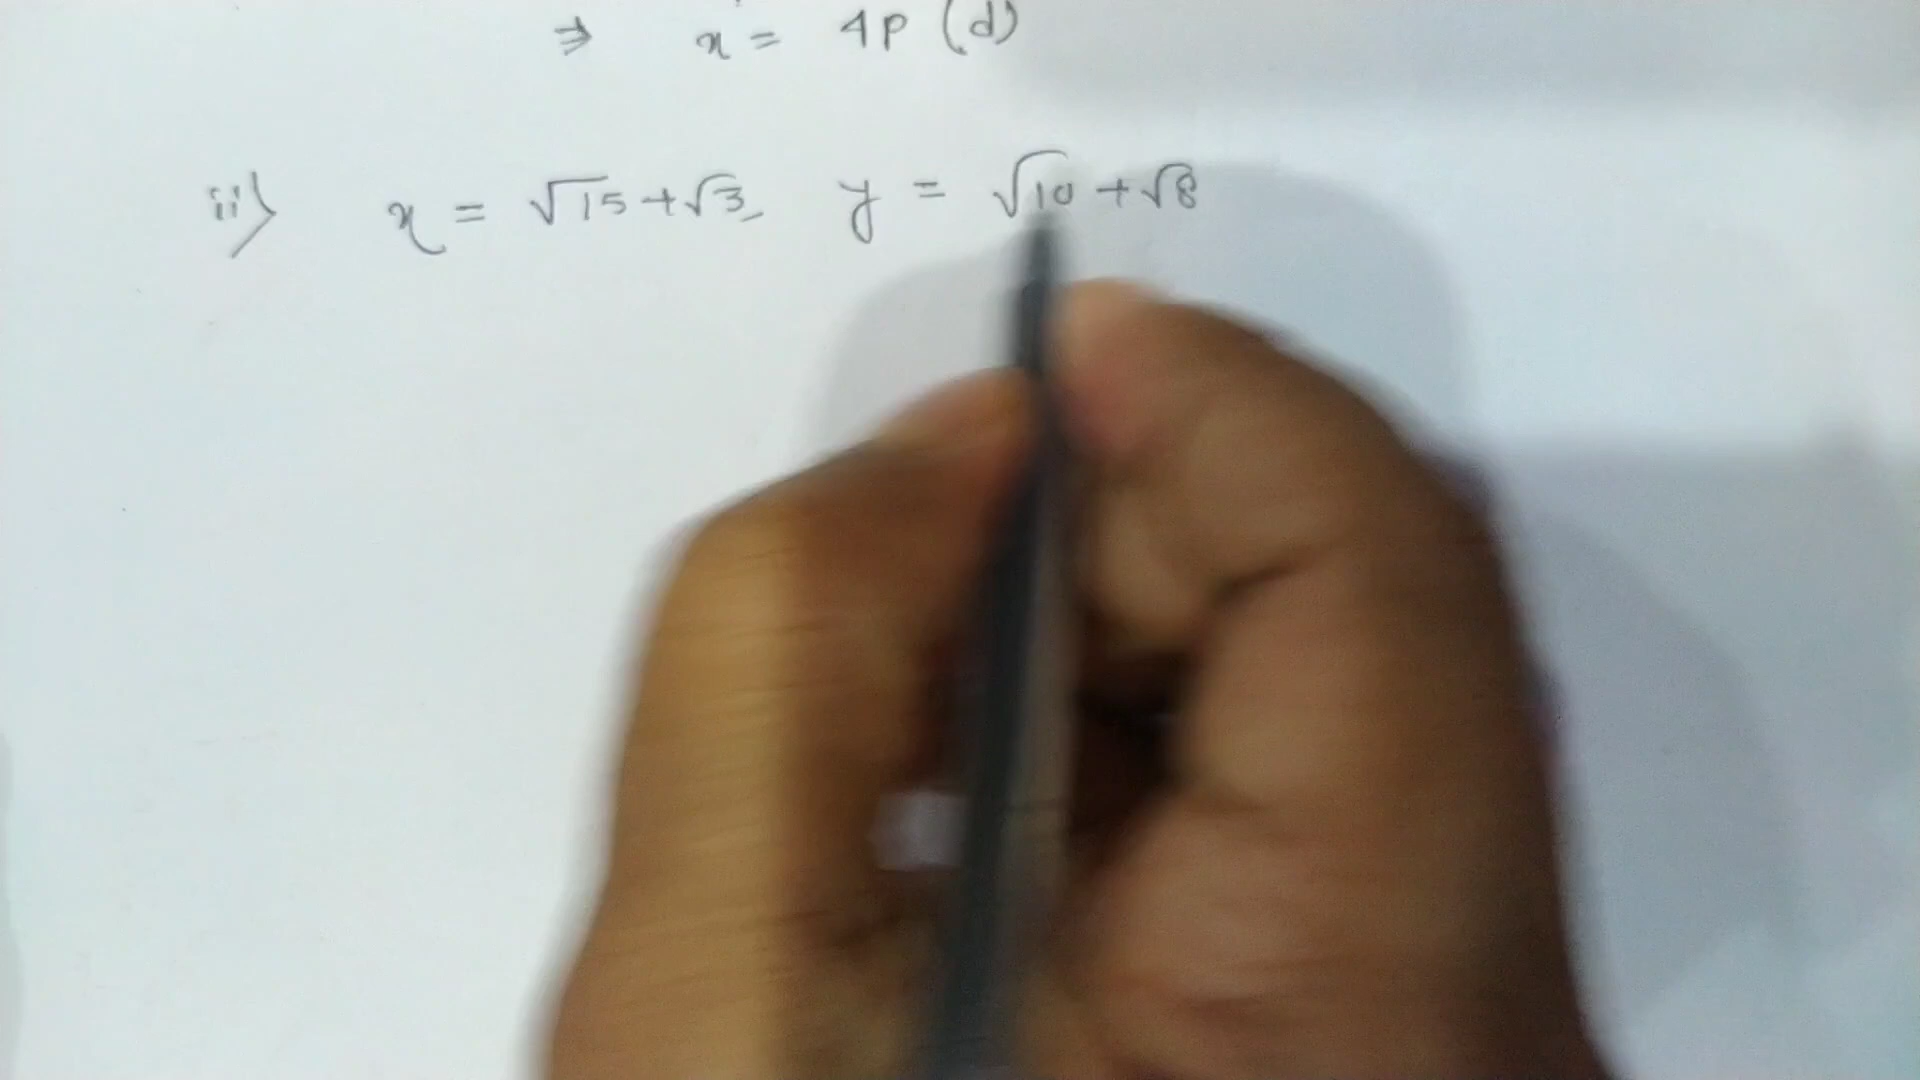 ⇒ x = 4p (d)
ii) x = √15+√3, y = √10 +√8